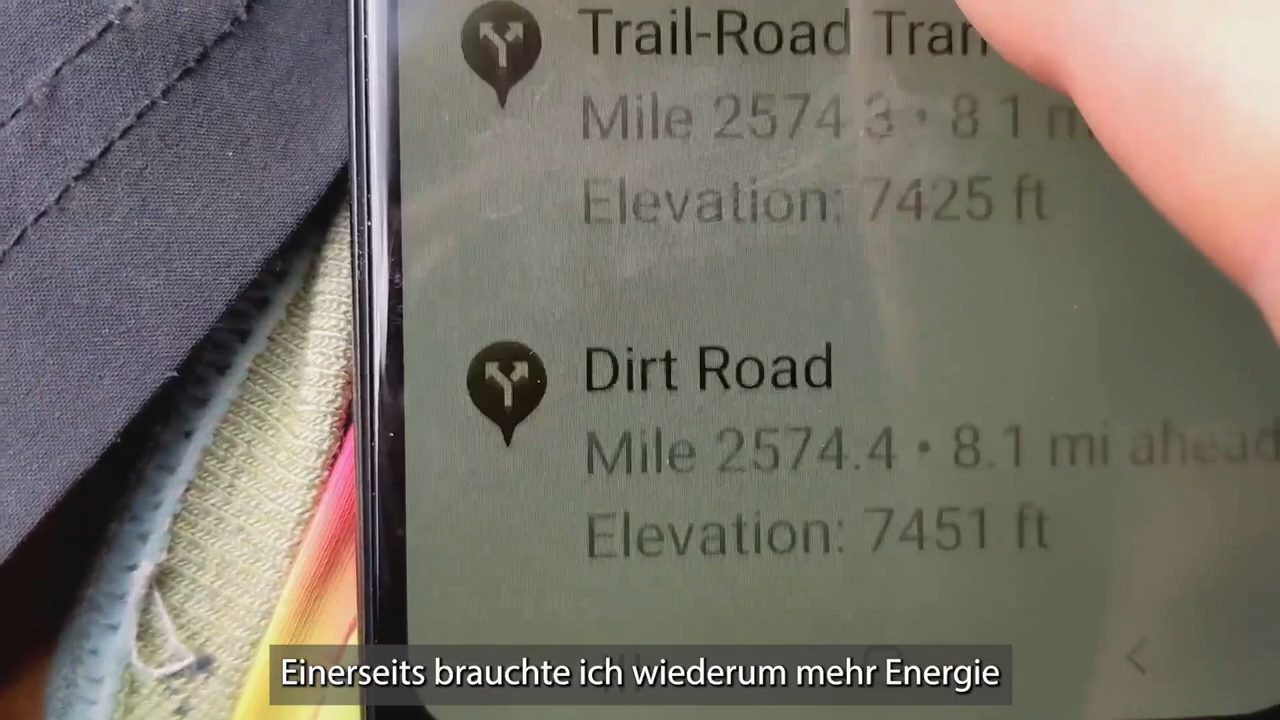 Trail-Road
Mile 2574.3 • 8.1
Elevation: 7425 ft
Dirt Road
Mile 2574.4 • 8.1 mi ahead
Elevation: 7451 ft
Einerseits brauchte ich wiederum mehr Energie